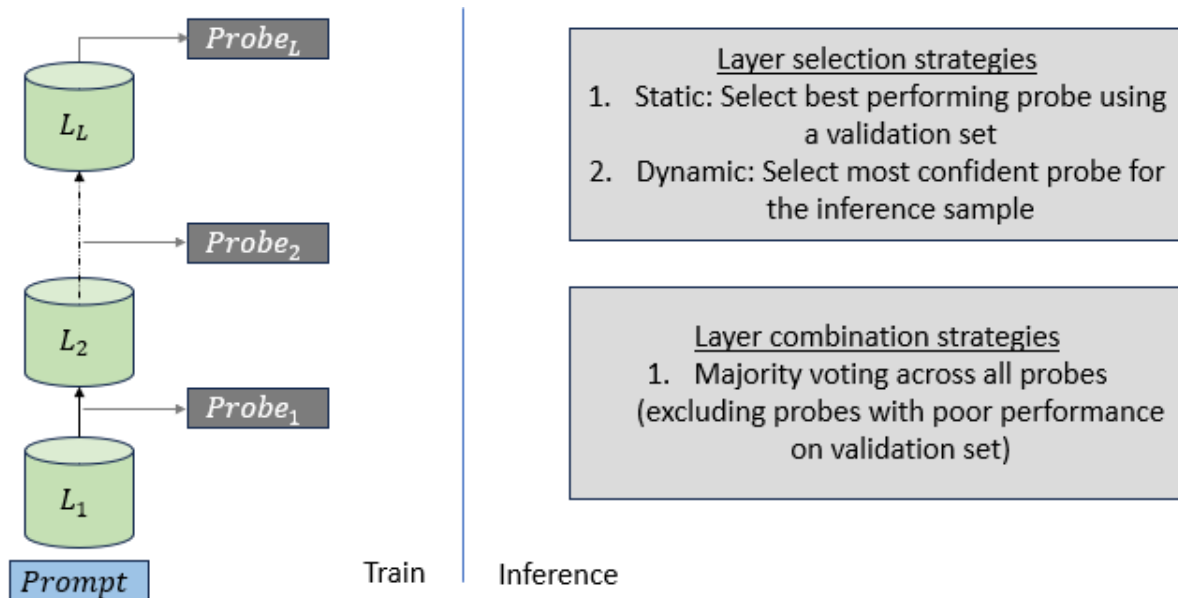 Probe_L
L_L
Probe_2
L_2
Probe_1
L_1
Prompt
Train
Inference
Layer selection strategies
1. Static: Select best performing probe using
a validation set
2. Dynamic: Select most confident probe for
the inference sample
Layer combination strategies
1. Majority voting across all probes
(excluding probes with poor performance
on validation set)